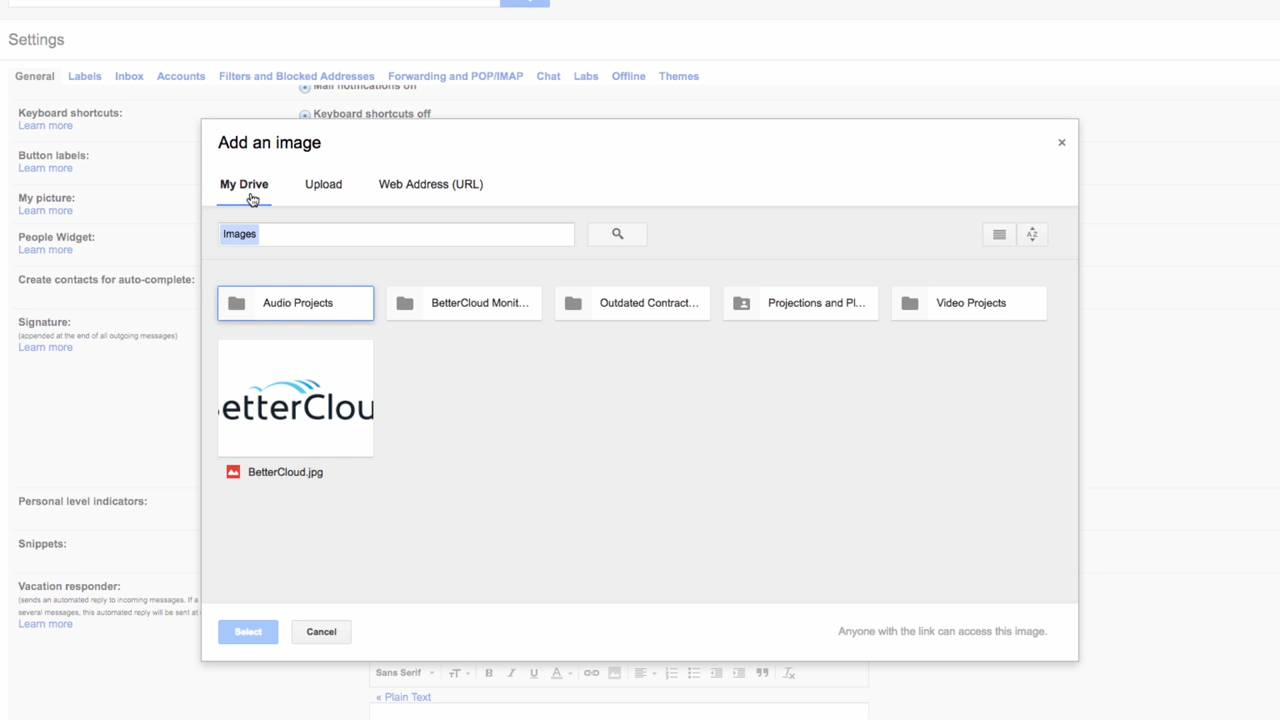 Settings
General Labels Inbox Accounts Filters and Blocked Addresses Forwarding and POP/IMAP Chat Labs Offline Themes
Mail notifications off
Keyboard shortcuts:
Learn more
Keyboard shortcuts off
Button labels:
Learn more
My picture:
Learn more
People Widget:
Learn more
Create contacts for auto-complete:
Signature:
(appended at the end of all outgoing messages)
Learn more
Personal level indicators:
Snippets:
Vacation responder:
(sends an automated reply to incoming messages. If a
several messages, this automated reply will be sent at
Learn more
Add an image
×
My Drive Upload Web Address (URL)
Images
AZ
Audio Projects BetterCloud Monit... Outdated Contract... Projections and Pl... Video Projects
etterClou
BetterCloud.jpg
Select Cancel Anyone with the link can access this image.
Sans Serif
« Plain Text